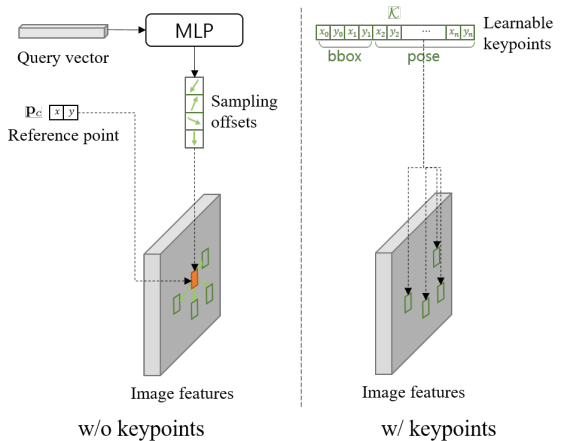 MLP
Query vector
Sampling
offsets
p_c x y
Reference point
Image features
w/o keypoints
K
x_0 y_0 x_1 y_1 x_2 y_2 ... x_n y_n
Learnable
keypoints
bbox pose
Image features
w/ keypoints